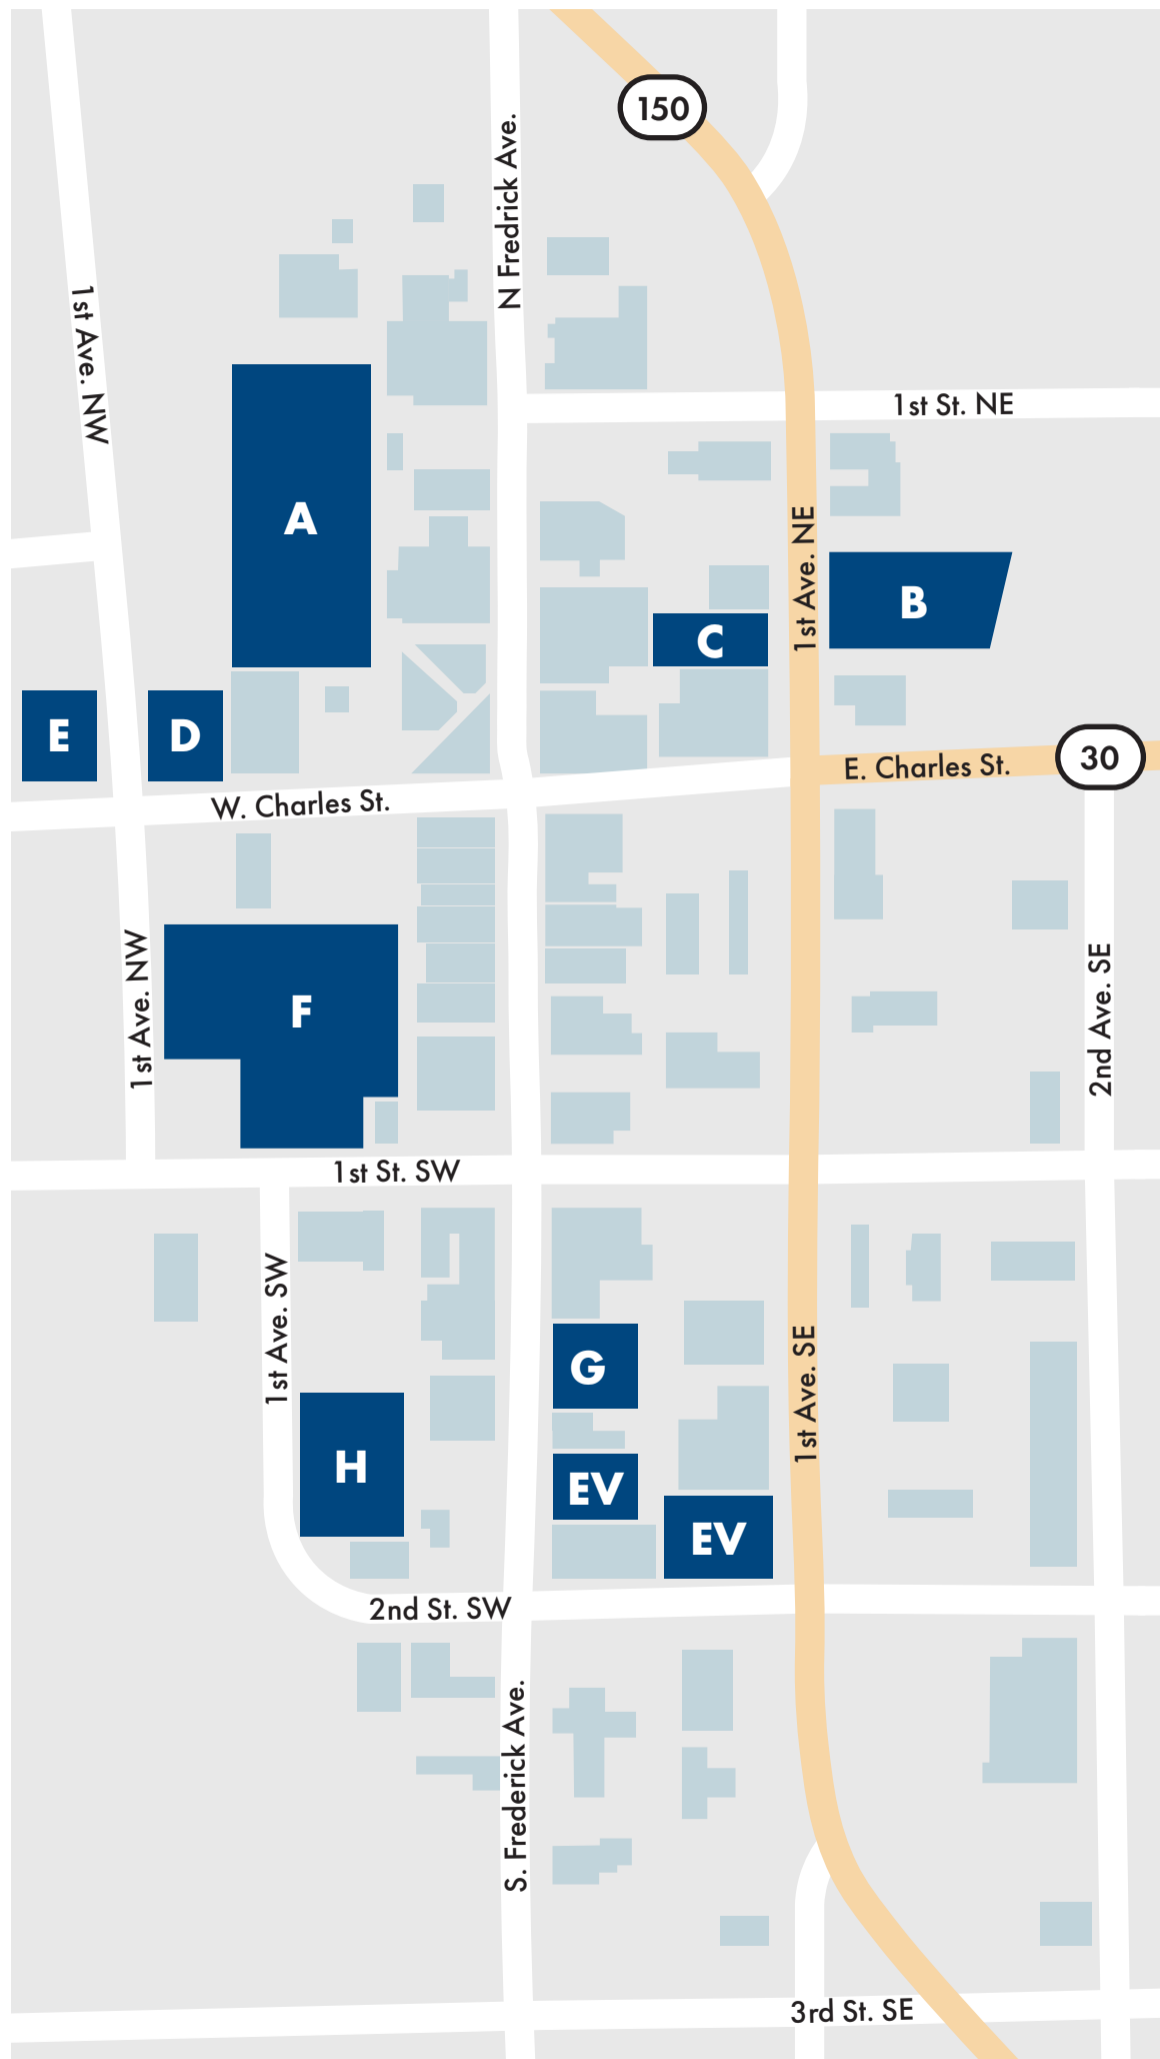 150
N Fredrick Ave.
1st Ave. NW
1st St. NE
A
1st Ave. NE
B
C
E
D
30
E. Charles St.
W. Charles St.
F
1st Ave. NW
2nd Ave. SE
1st St. SW
1st Ave. SW
G
1st Ave. SE
H
EV
EV
2nd St. SW
S. Frederick Ave.
3rd St. SE